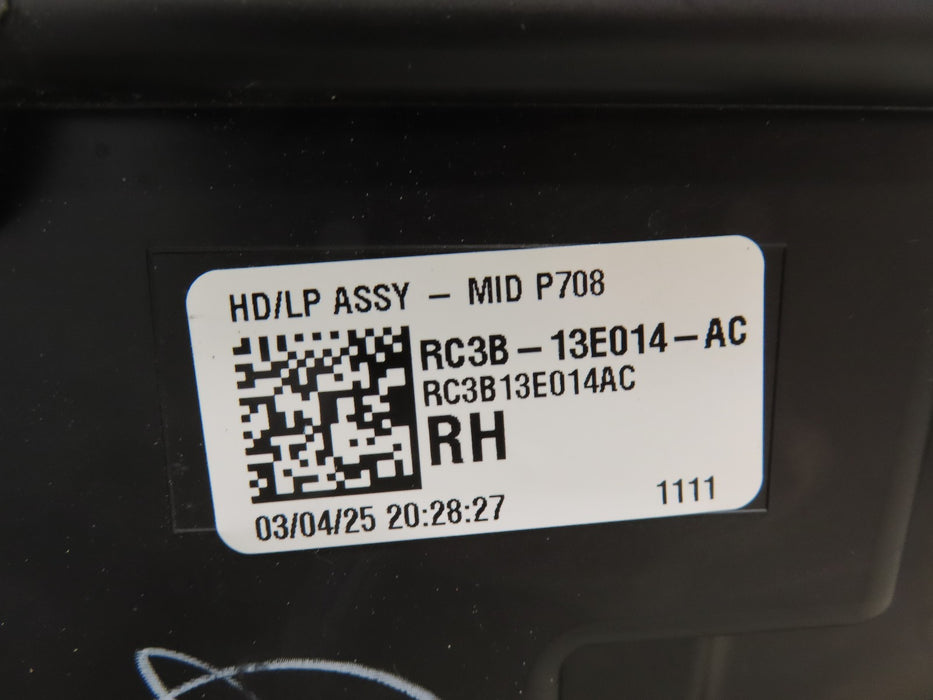 HD/LP ASSY - MID P708
RC3B-13E014-AC
RC3B13E014AC
RH
03/04/25 20:28:27
1111